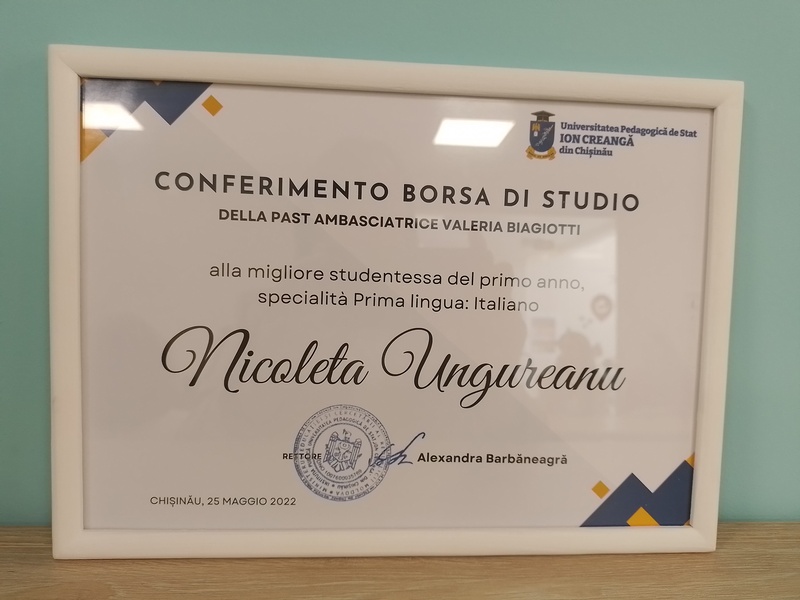 Universitatea Pedagogică de Stat
ION CREANGĂ
din Chișinău
CONFERIMENTO BORSA DI STUDIO
DELLA PAST AMBASCIATRICE VALERIA BIAGIOTTI
alla migliore studentessa del primo anno,
specialità Prima lingua: Italiano
Nicoleta Ungureanu
RETTORE Alexandra Barbăneagră
CHIȘINĂU, 25 MAGGIO 2022